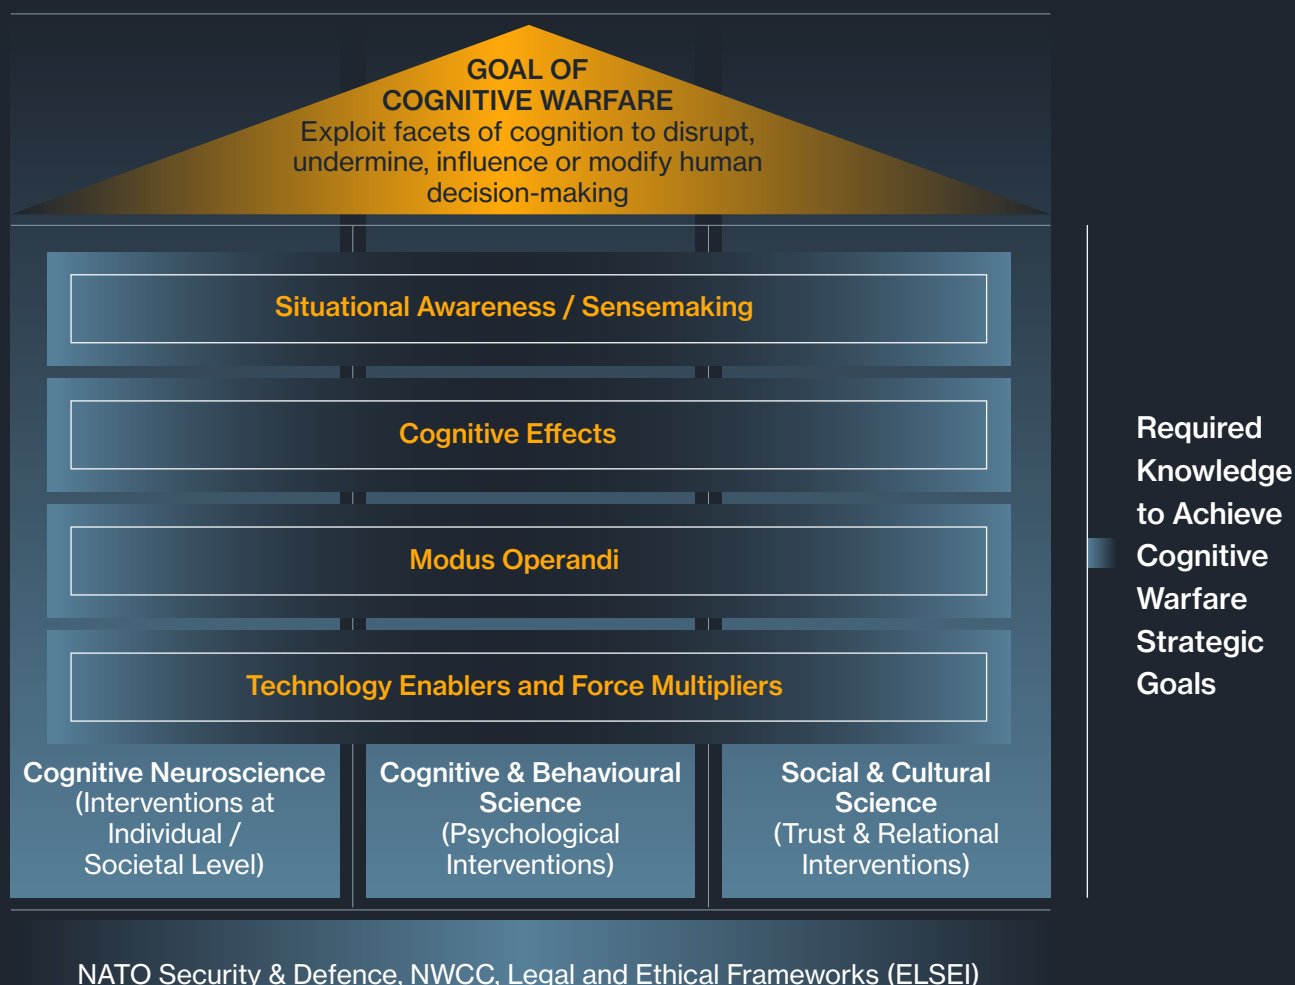 GOAL OF
COGNITIVE WARFARE
Exploit facets of cognition to disrupt,
undermine, influence or modify human
decision-making
Situational Awareness / Sensemaking
Cognitive Effects
Modus Operandi
Technology Enablers and Force Multipliers
Cognitive Neuroscience
(Interventions at
Individual /
Societal Level)
Cognitive & Behavioural
Science
(Psychological
Interventions)
Social & Cultural
Science
(Trust & Relational
Interventions)
Required
Knowledge
to Achieve
Cognitive
Warfare
Strategic
Goals
NATO Security & Defence, NWCC, Legal and Ethical Frameworks (ELSEI)